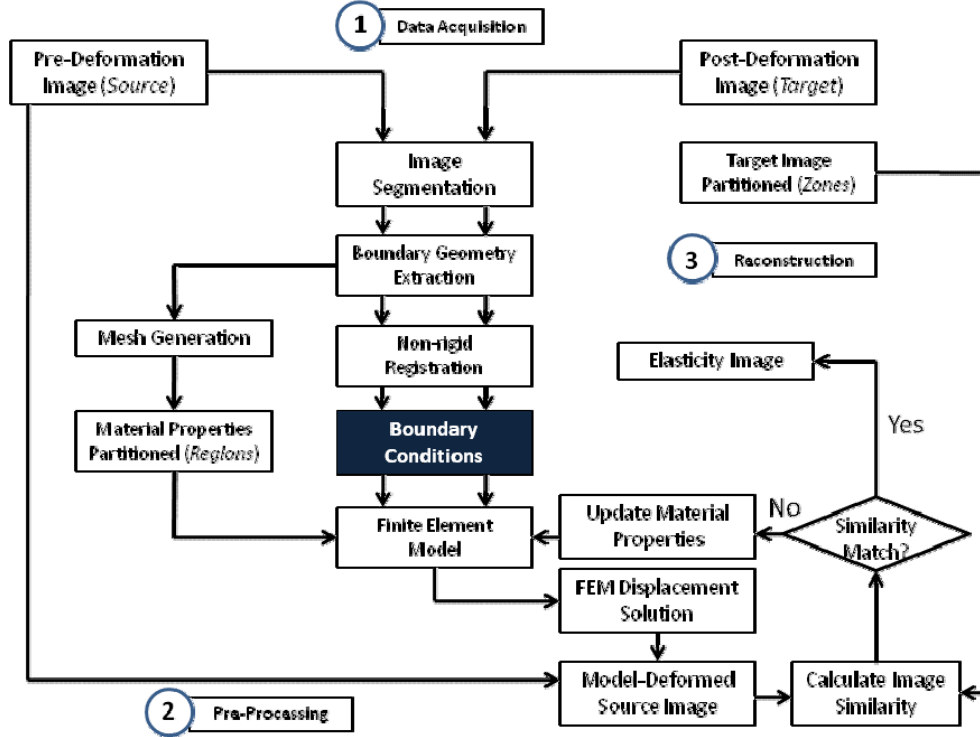 1 Data Acquisition
Pre-Deformation
Image (Source)
Post-Deformation
Image (Target)
Image
Segmentation
Target Image
Partitioned (Zones)
Boundary Geometry
Extraction
3 Reconstruction
Mesh Generation
Non-rigid
Registration
Elasticity Image
Material Properties
Partitioned (Regions)
Boundary
Conditions
Yes
Finite Element
Model
Update Material
Properties
No
Similarity
Match?
FEM Displacement
Solution
Model-Deformed
Source Image
Calculate Image
Similarity
2 Pre-Processing